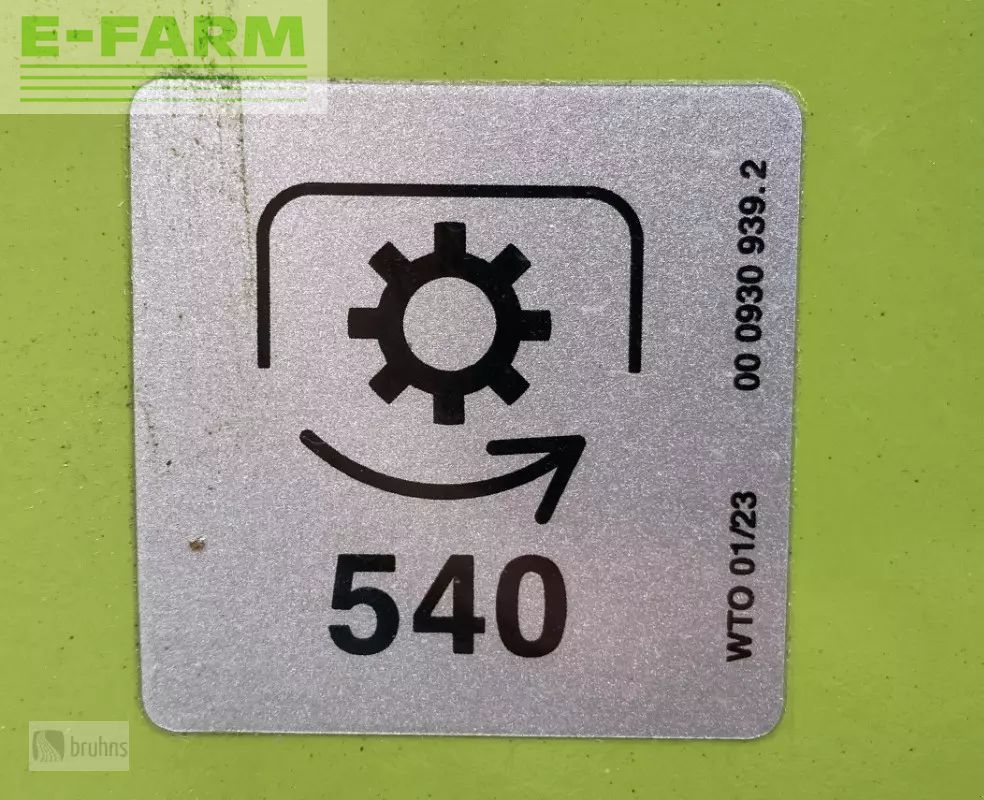 E-FARM
00 0930 939.2
WTO 01/23
540
bruhns